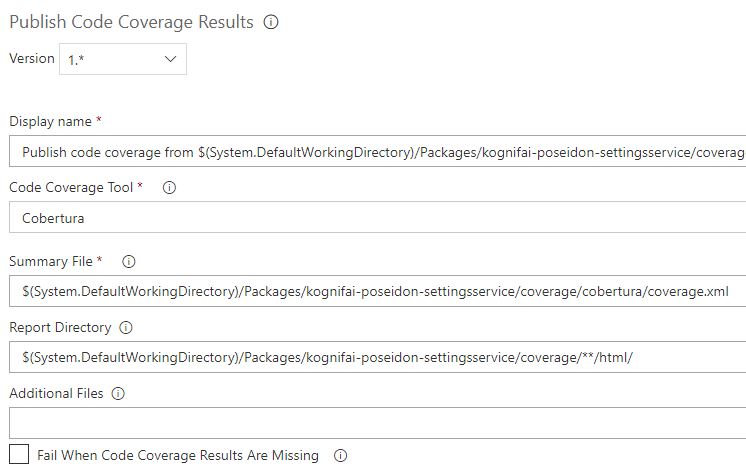 Publish Code Coverage Results
Version 1.*
Display name *
Publish code coverage from $(System.DefaultWorkingDirectory)/Packages/kognifai-poseidon-settingsservice/coverag
Code Coverage Tool *
Cobertura
Summary File *
$(System.DefaultWorkingDirectory)/Packages/kognifai-poseidon-settingsservice/coverage/cobertura/coverage.xml
Report Directory
$(System.DefaultWorkingDirectory)/Packages/kognifai-poseidon-settingsservice/coverage/**/html/
Additional Files
Fail When Code Coverage Results Are Missing